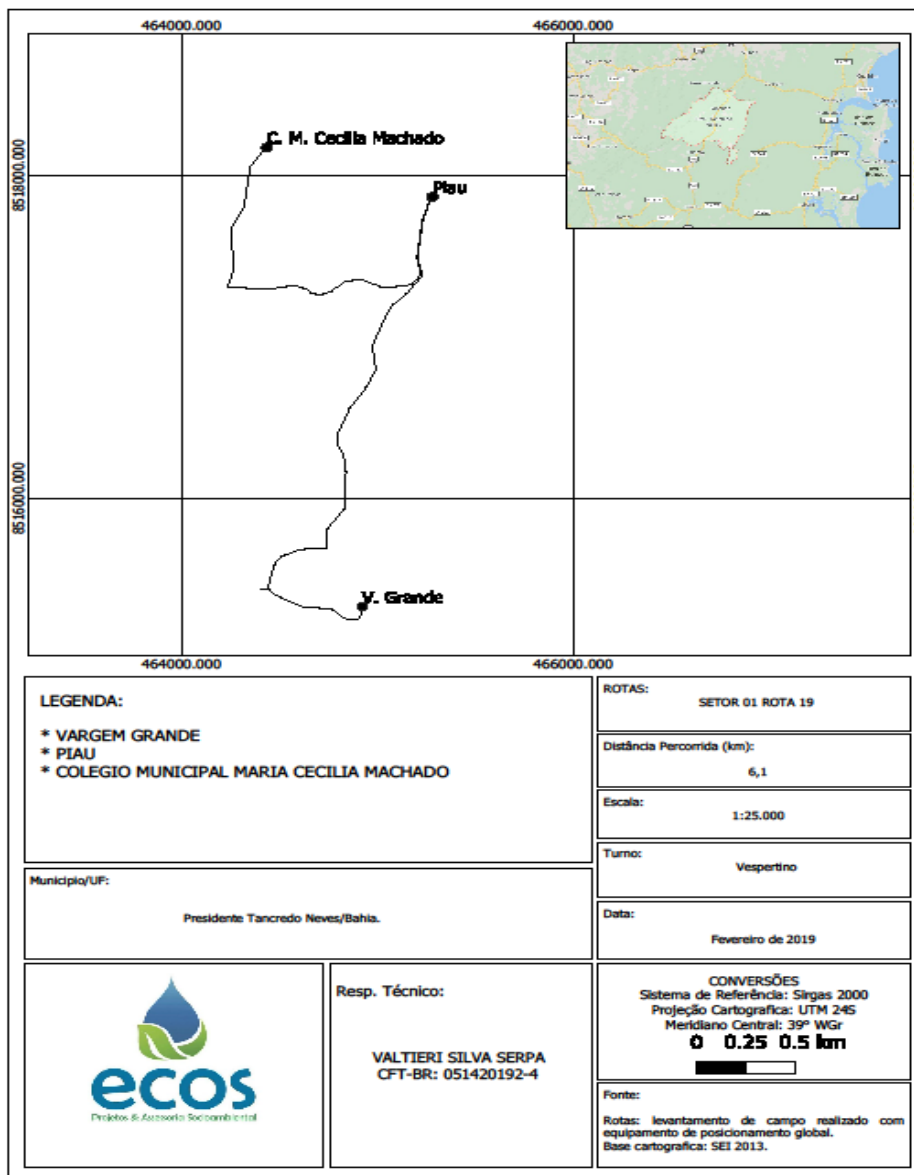 464000.000
466000.000
8518000.000
C. M. Cecilia Machado
Piau
8516000.000
V. Grande
464000.000
466000.000
LEGENDA:
* VARGEM GRANDE
* PIAU
* COLEGIO MUNICIPAL MARIA CECILIA MACHADO
ROTAS:
SETOR 01 ROTA 19
Distância Percorrida (km):
6,1
Escala:
1:25.000
Turno:
Vespertino
Município/UF:
Presidente Tancredo Neves/Bahia.
Data:
Fevereiro de 2019
ecos
Projetos & Assessoria Socioambiental
Resp. Técnico:
VALTIERI SILVA SERPA
CFT-BR: 051420192-4
CONVERSÕES
Sistema de Referência: Sirgas 2000
Projeção Cartografica: UTM 24S
Meridiano Central: 39º WGr
0 0.25 0.5 km
Fonte:
Rotas: levantamento de campo realizado com
equipamento de posicionamento global.
Base cartografica: SEI 2013.